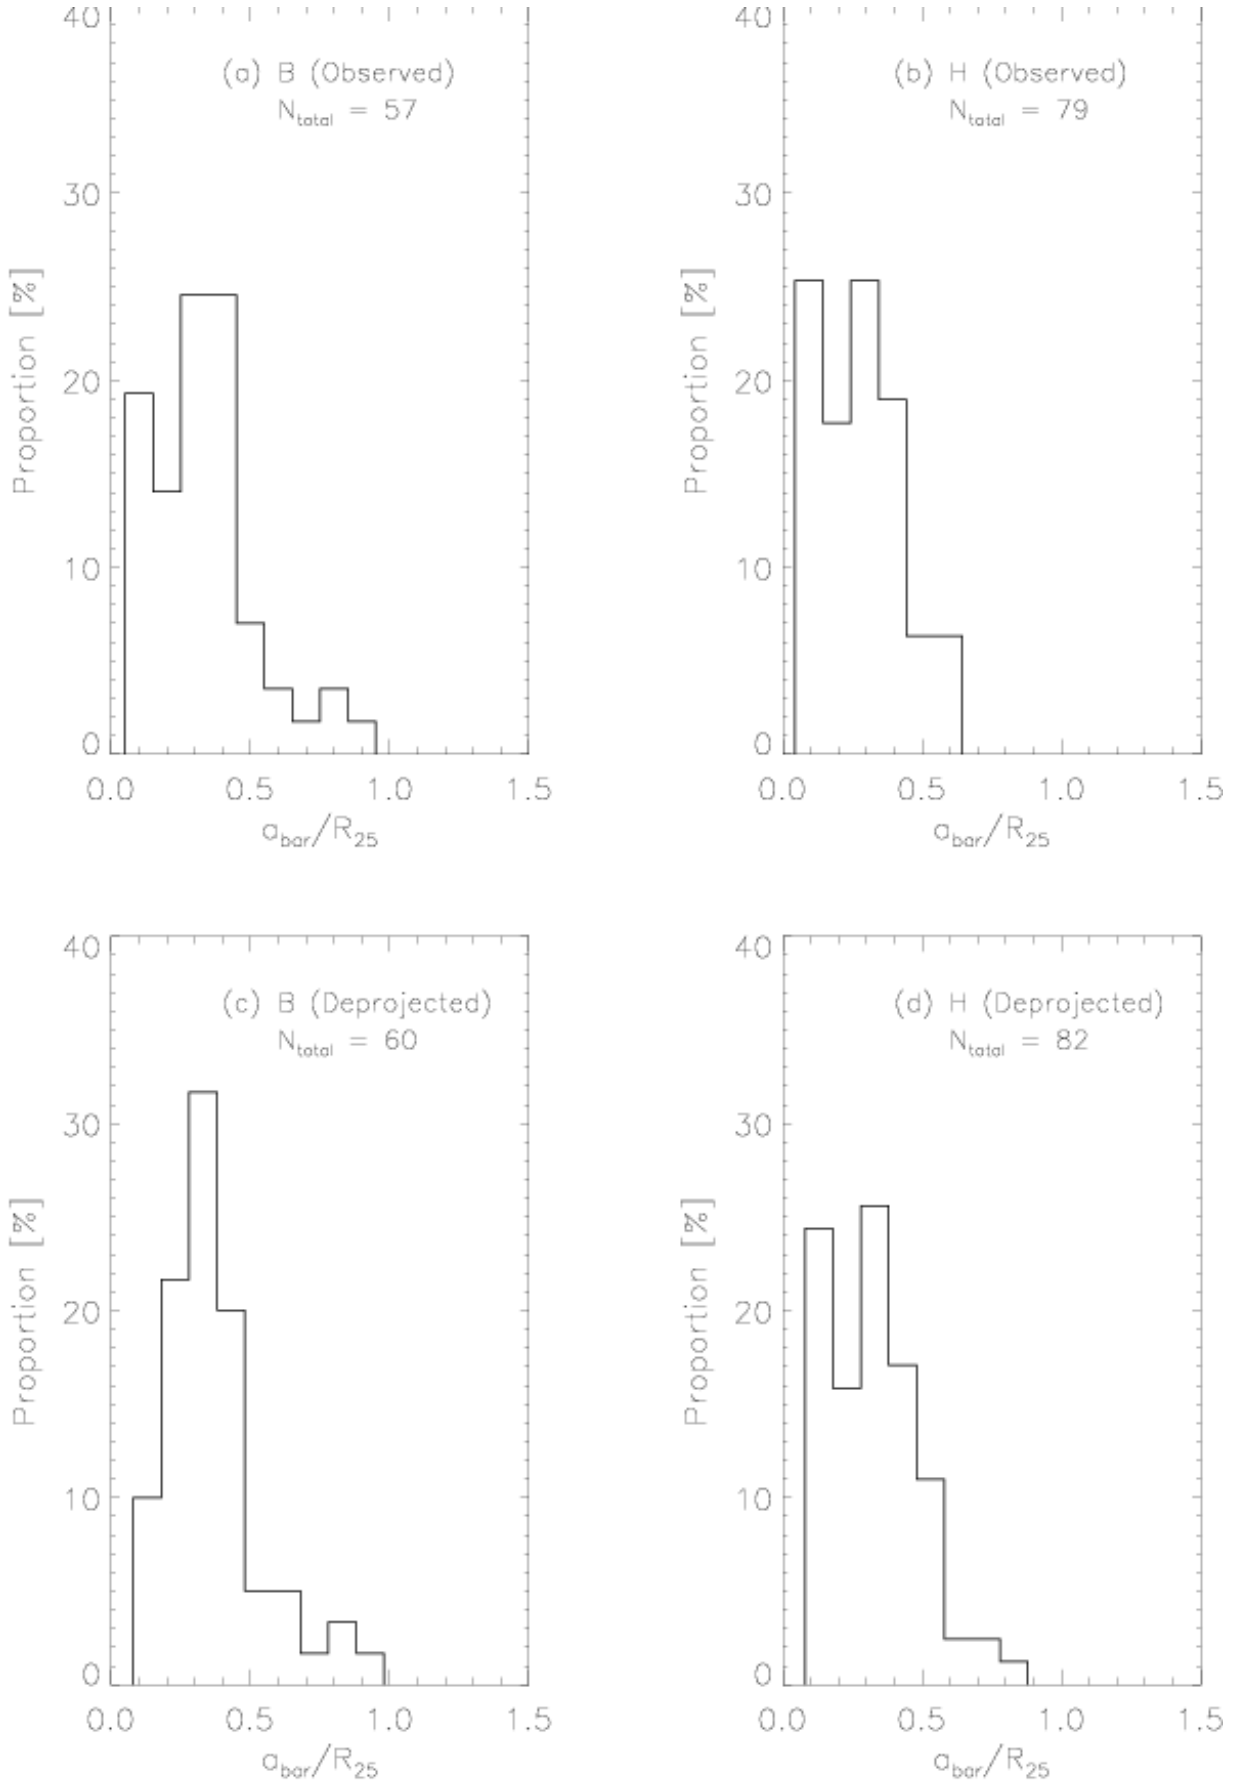 40
(a) B (Observed)
N_total = 57
30
20
10
0
Proportion [%]
0.0 0.5 1.0 1.5
a_bar/R_25
40
(b) H (Observed)
N_total = 79
30
20
10
0
Proportion [%]
0.0 0.5 1.0 1.5
a_bar/R_25
40
(c) B (Deprojected)
N_total = 60
30
20
10
0
Proportion [%]
0.0 0.5 1.0 1.5
a_bar/R_25
40
(d) H (Deprojected)
N_total = 82
30
20
10
0
Proportion [%]
0.0 0.5 1.0 1.5
a_bar/R_25